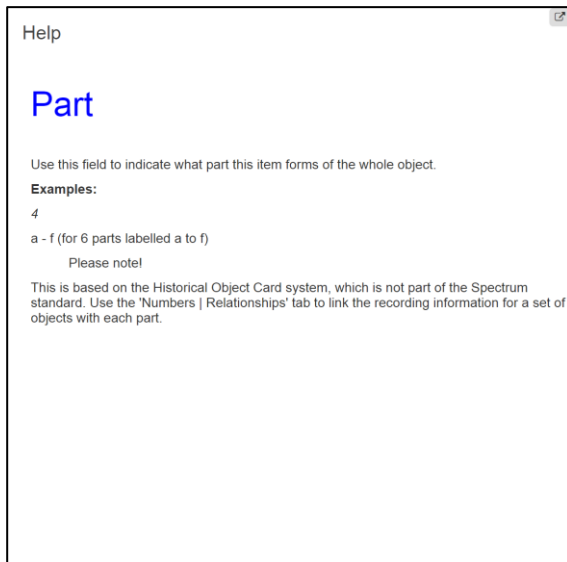 Help
Part
Use this field to indicate what part this item forms of the whole object.
Examples:
4
a - f (for 6 parts labelled a to f)
Please note!
This is based on the Historical Object Card system, which is not part of the Spectrum
standard. Use the 'Numbers | Relationships' tab to link the recording information for a set of
objects with each part.